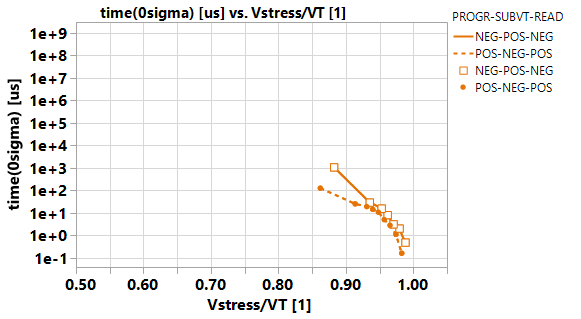 time(0sigma) [us] vs. Vstress/VT [1]
PROGR-SUBVT-READ
NEG-POS-NEG
POS-NEG-POS
NEG-POS-NEG
POS-NEG-POS
time(0sigma) [us]
1e+9
1e+8
1e+7
1e+6
1e+5
1e+4
1e+3
1e+2
1e+1
1e+0
1e-1
0.50 0.60 0.70 0.80 0.90 1.00
Vstress/VT [1]